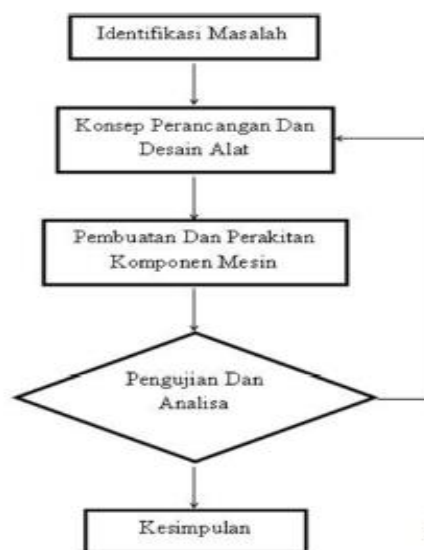 Identifikasi Masalah
Konsep Perancangan Dan
Desain Alat
Pembuatan Dan Perakitan
Komponen Mesin
Pengujian Dan
Analisa
Kesimpulan